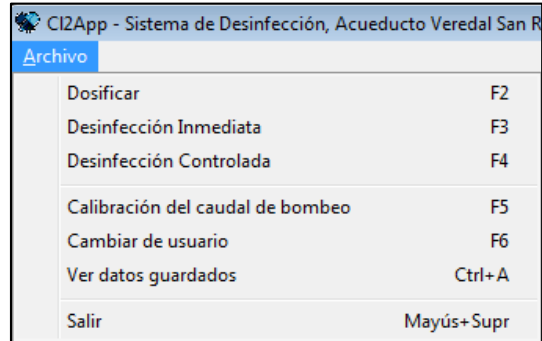 Cl2App - Sistema de Desinfección, Acueducto Veredal San R
Archivo
Dosificar F2
Desinfección Inmediata F3
Desinfección Controlada F4
Calibración del caudal de bombeo F5
Cambiar de usuario F6
Ver datos guardados Ctrl+A
Salir Mayús+Supr